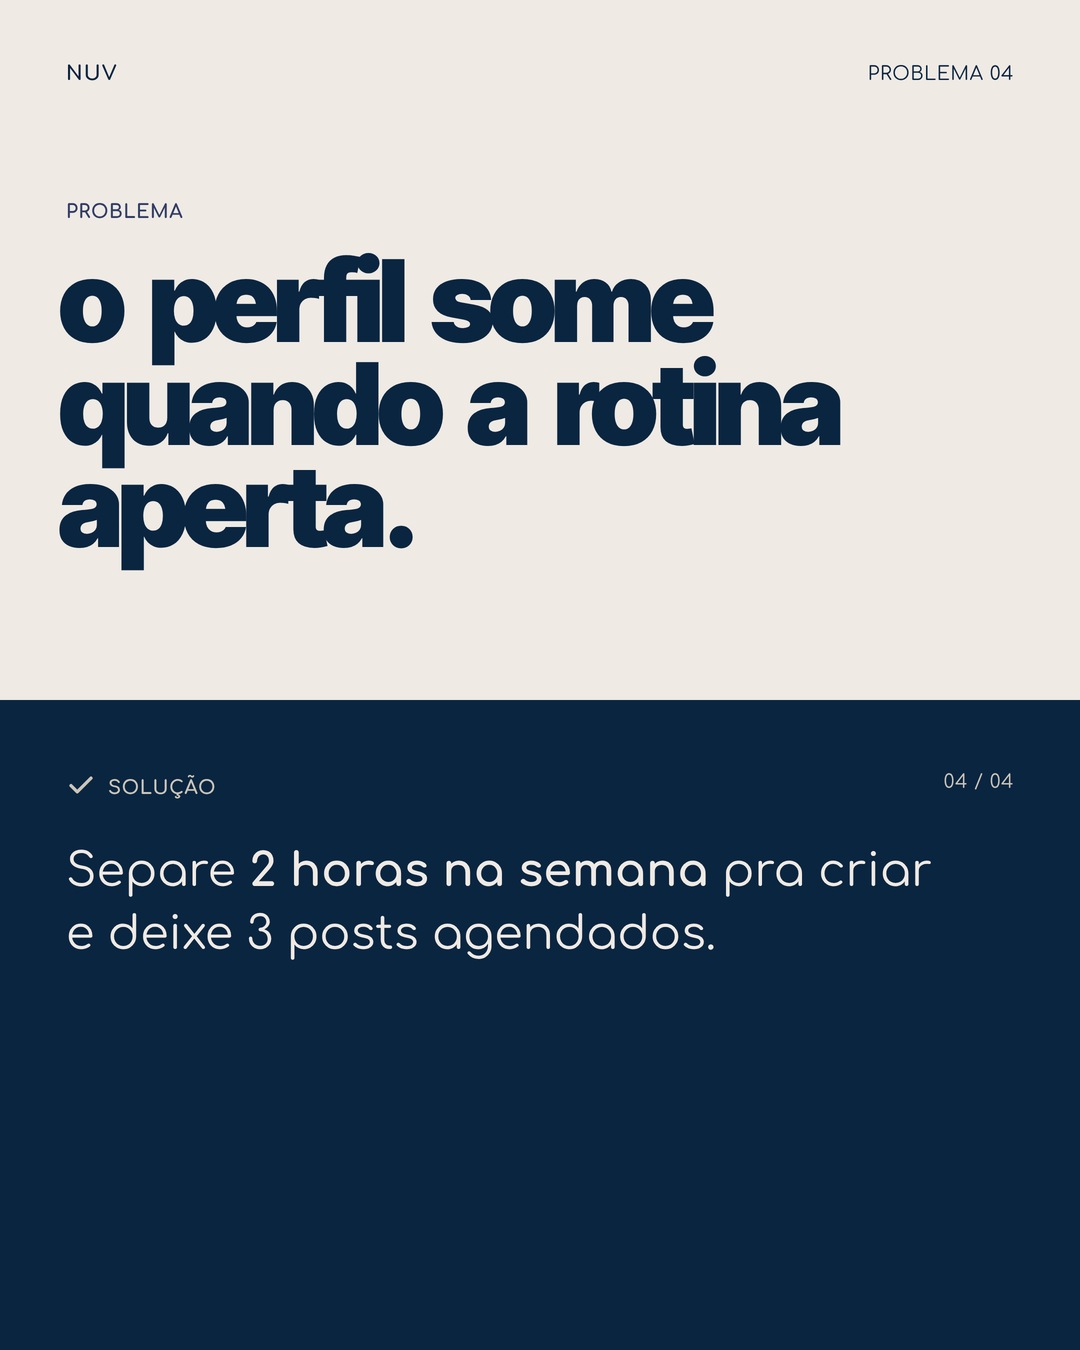 NUV
PROBLEMA 04
PROBLEMA
o perfil some
quando a rotina
aperta.
SOLUÇÃO
04 / 04
Separe 2 horas na semana pra criar
e deixe 3 posts agendados.